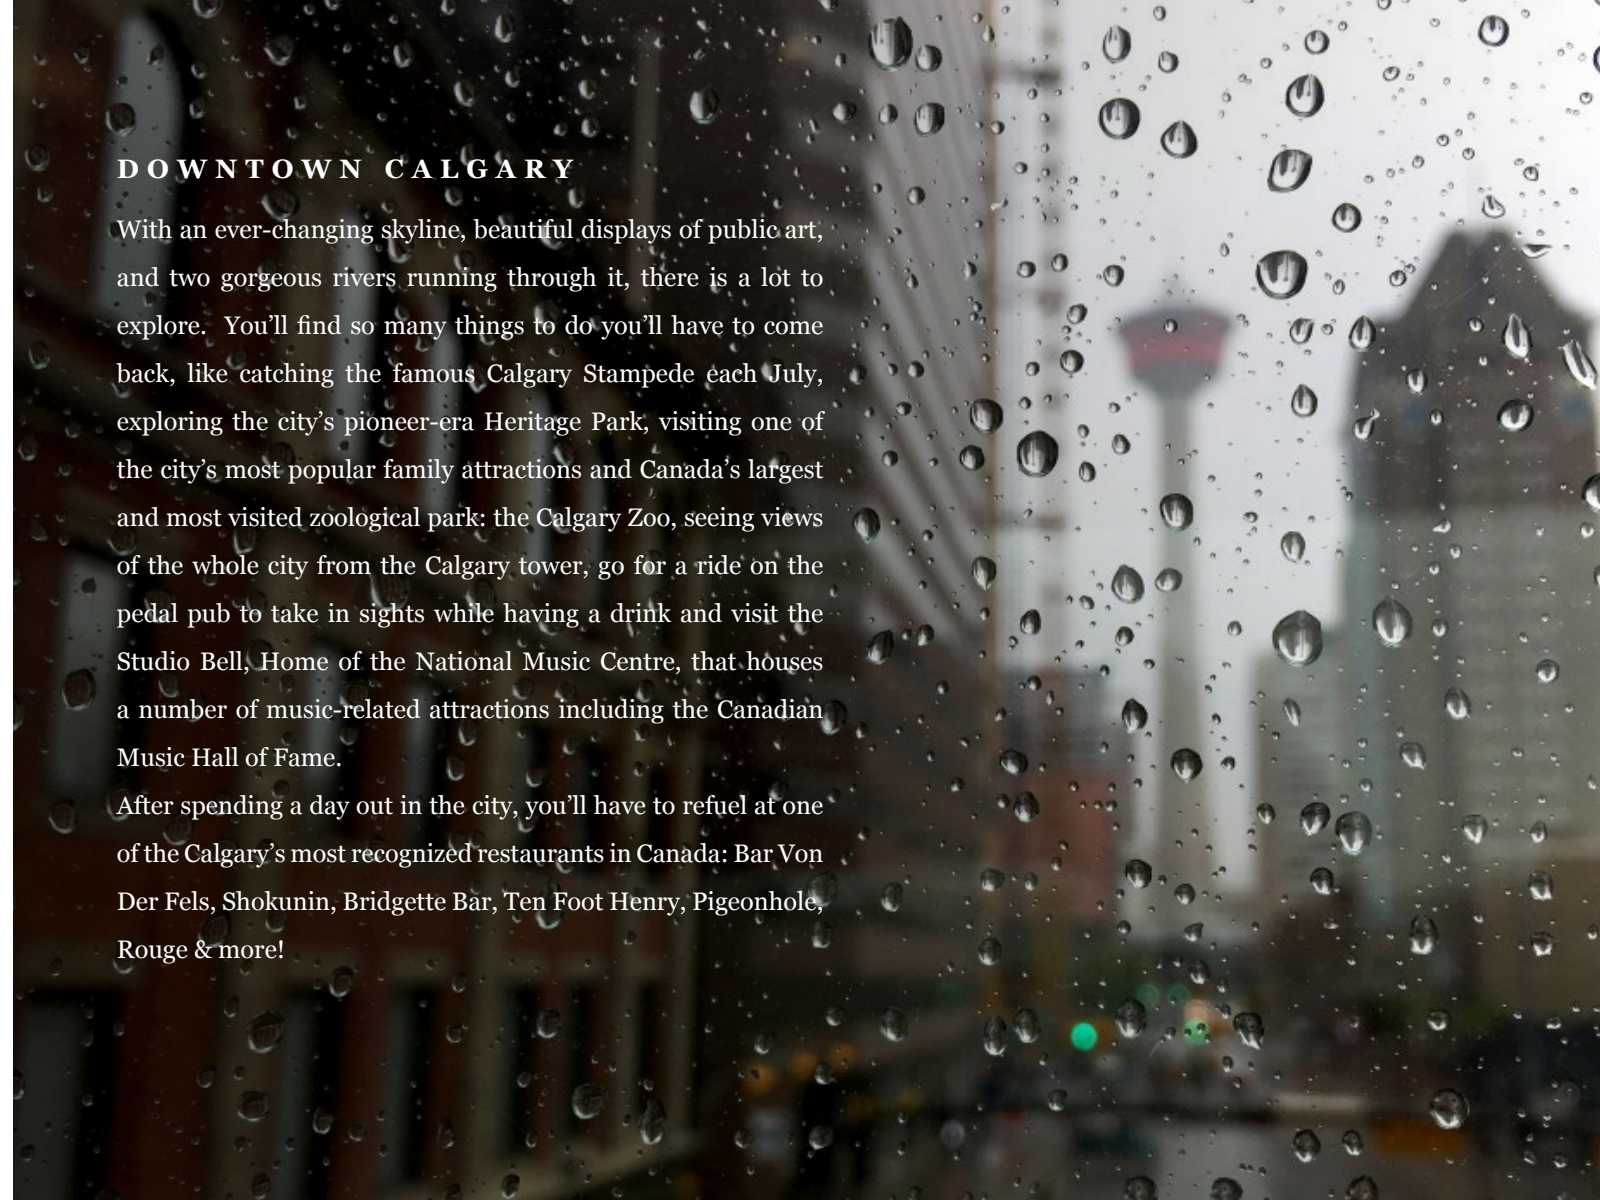 DOWNTOWN CALGARY
With an ever-changing skyline, beautiful displays of public art,
and two gorgeous rivers running through it, there is a lot to
explore.  You’ll find so many things to do you’ll have to come
back, like catching the famous Calgary Stampede each July,
exploring the city’s pioneer-era Heritage Park, visiting one of
the city’s most popular family attractions and Canada’s largest
and most visited zoological park: the Calgary Zoo, seeing views
of the whole city from the Calgary tower, go for a ride on the
pedal pub to take in sights while having a drink and visit the
Studio Bell, Home of the National Music Centre, that houses
a number of music-related attractions including the Canadian
Music Hall of Fame.
After spending a day out in the city, you’ll have to refuel at one
of the Calgary’s most recognized restaurants in Canada: Bar Von
Der Fels, Shokunin, Bridgette Bar, Ten Foot Henry, Pigeonhole,
Rouge & more!